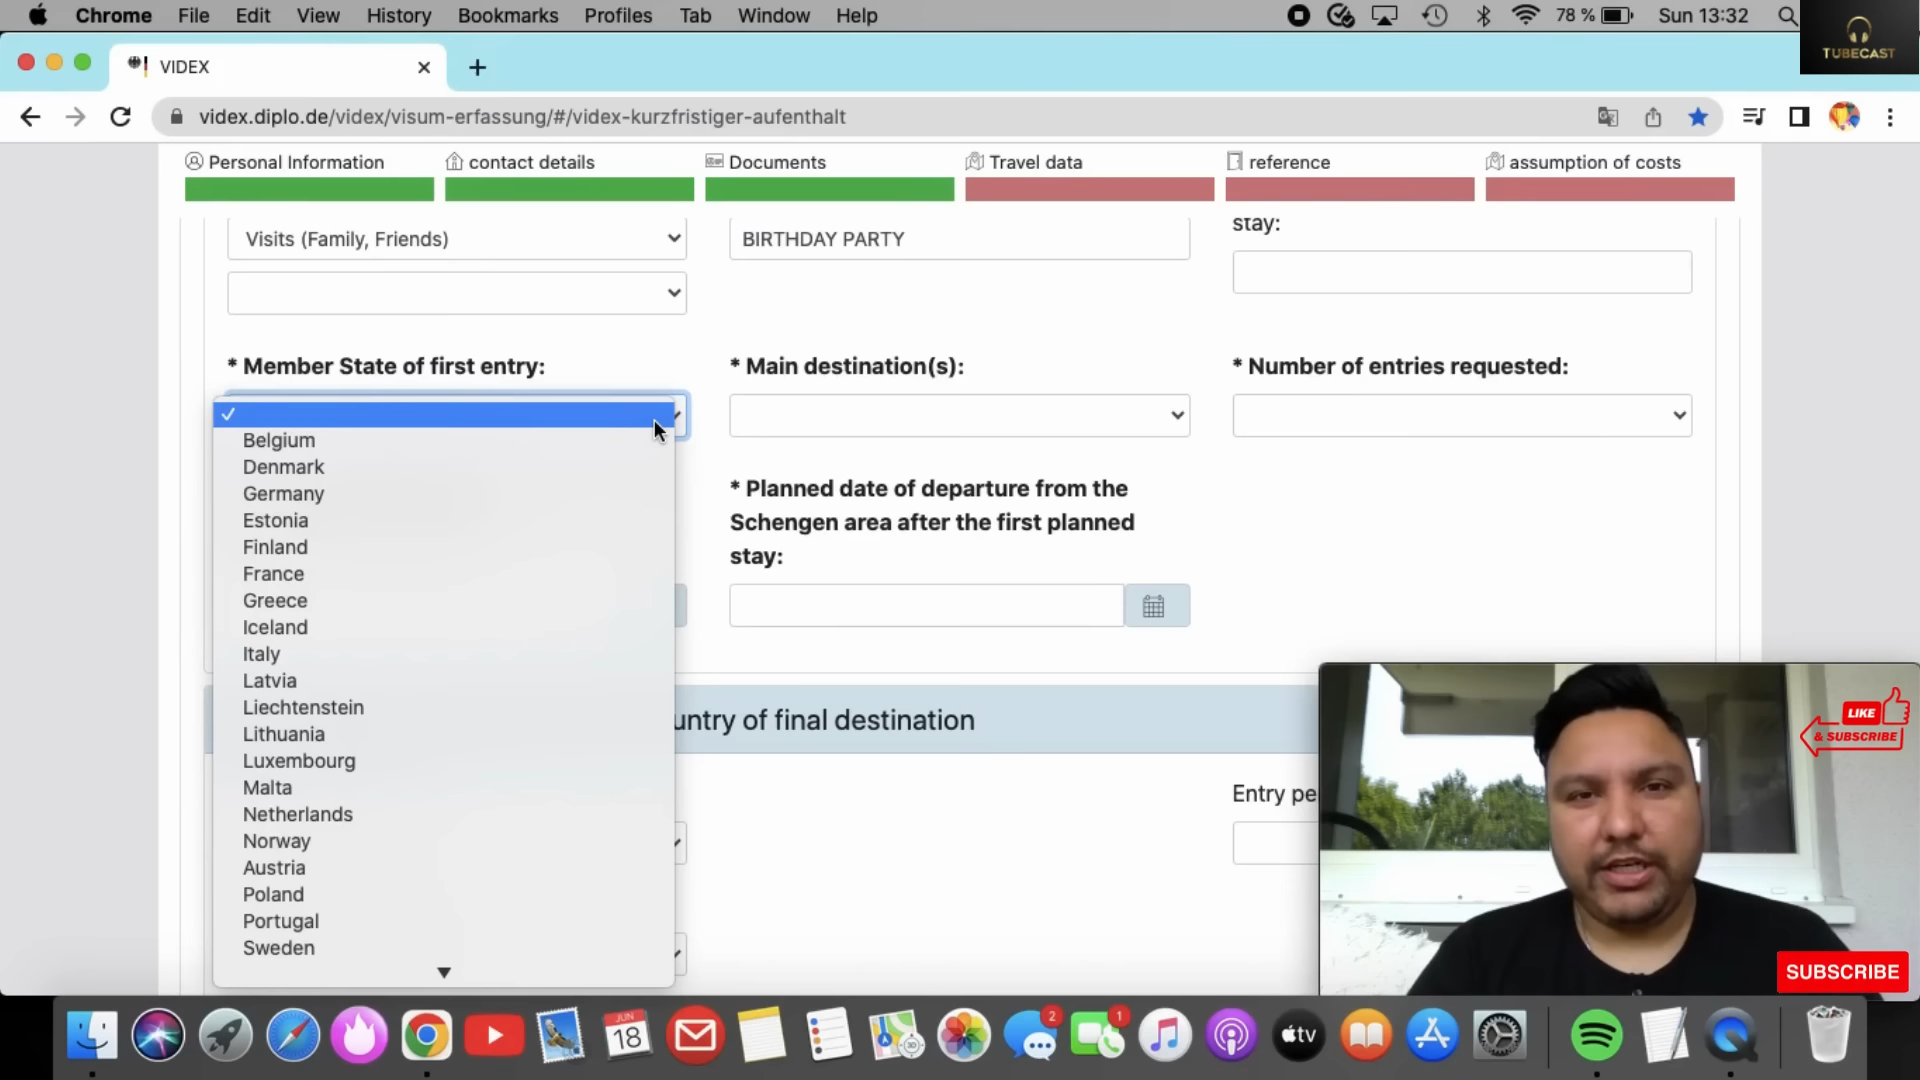 Chrome File Edit View History Bookmarks Profiles Tab Window Help 78 % Sun 13:32
TUBECAST
VIDEX
videx.diplo.de/videx/visum-erfassung/#/videx-kurzfristiger-aufenthalt
Personal Information contact details Documents Travel data reference assumption of costs
stay:
Visits (Family, Friends) BIRTHDAY PARTY
* Member State of first entry: * Main destination(s): * Number of entries requested:
Belgium
Denmark
Germany
Estonia
Finland
France
Greece
Iceland
Italy
Latvia
Liechtenstein
Lithuania
Luxembourg
Malta
Netherlands
Norway
Austria
Poland
Portugal
Sweden
* Planned date of departure from the
Schengen area after the first planned
stay:
untry of final destination
Entry pe
LIKE
& SUBSCRIBE
SUBSCRIBE
JUN
18
30
2
1
tv